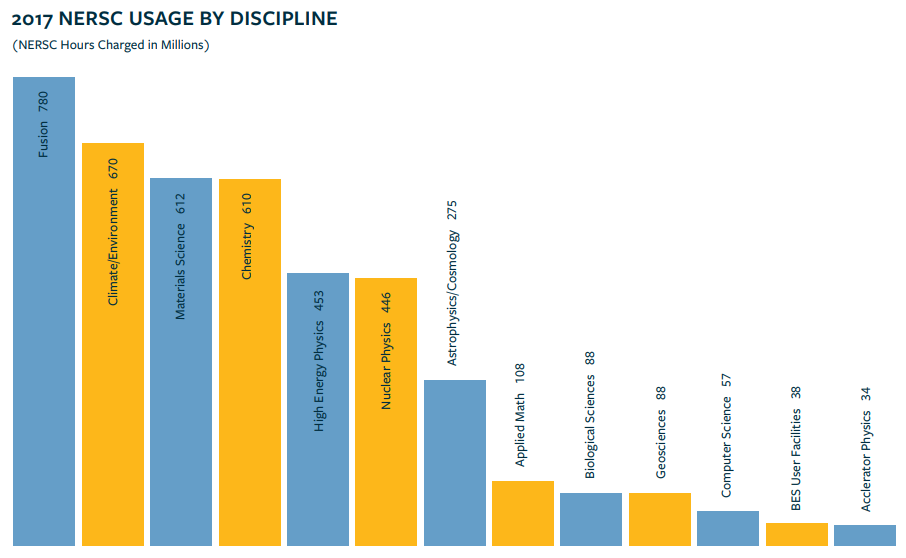 2017 NERSC USAGE BY DISCIPLINE
(NERSC Hours Charged in Millions)
Fusion 780
Climate/Environment 670
Materials Science 612
Chemistry 610
High Energy Physics 453
Nuclear Physics 446
Astrophysics/Cosmology 275
Applied Math 108
Biological Sciences 88
Geosciences 88
Computer Science 57
BES User Facilities 38
Acclerator Physics 34